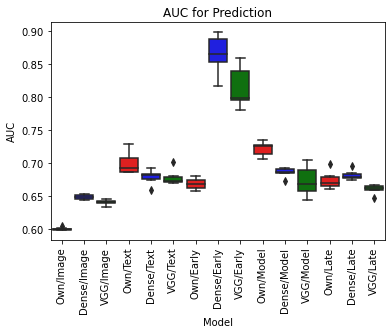 AUC for Prediction
AUC
0.90
0.85
0.80
0.75
0.70
0.65
0.60
Own/Image
Dense/Image
VGG/Image
Own/Text
Dense/Text
VGG/Text
Own/Early
Dense/Early
VGG/Early
Own/Model
Dense/Model
VGG/Model
Own/Late
Dense/Late
VGG/Late
Model